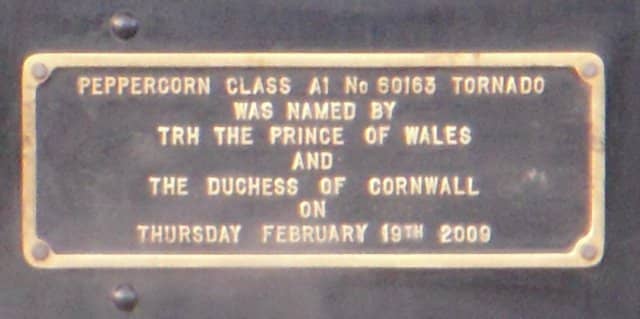 PEPPERCORN CLASS A1 No 60163 TORNADO
WAS NAMED BY
TRH THE PRINCE OF WALES
AND
THE DUCHESS OF CORNWALL
ON
THURSDAY FEBRUARY 19TH 2009